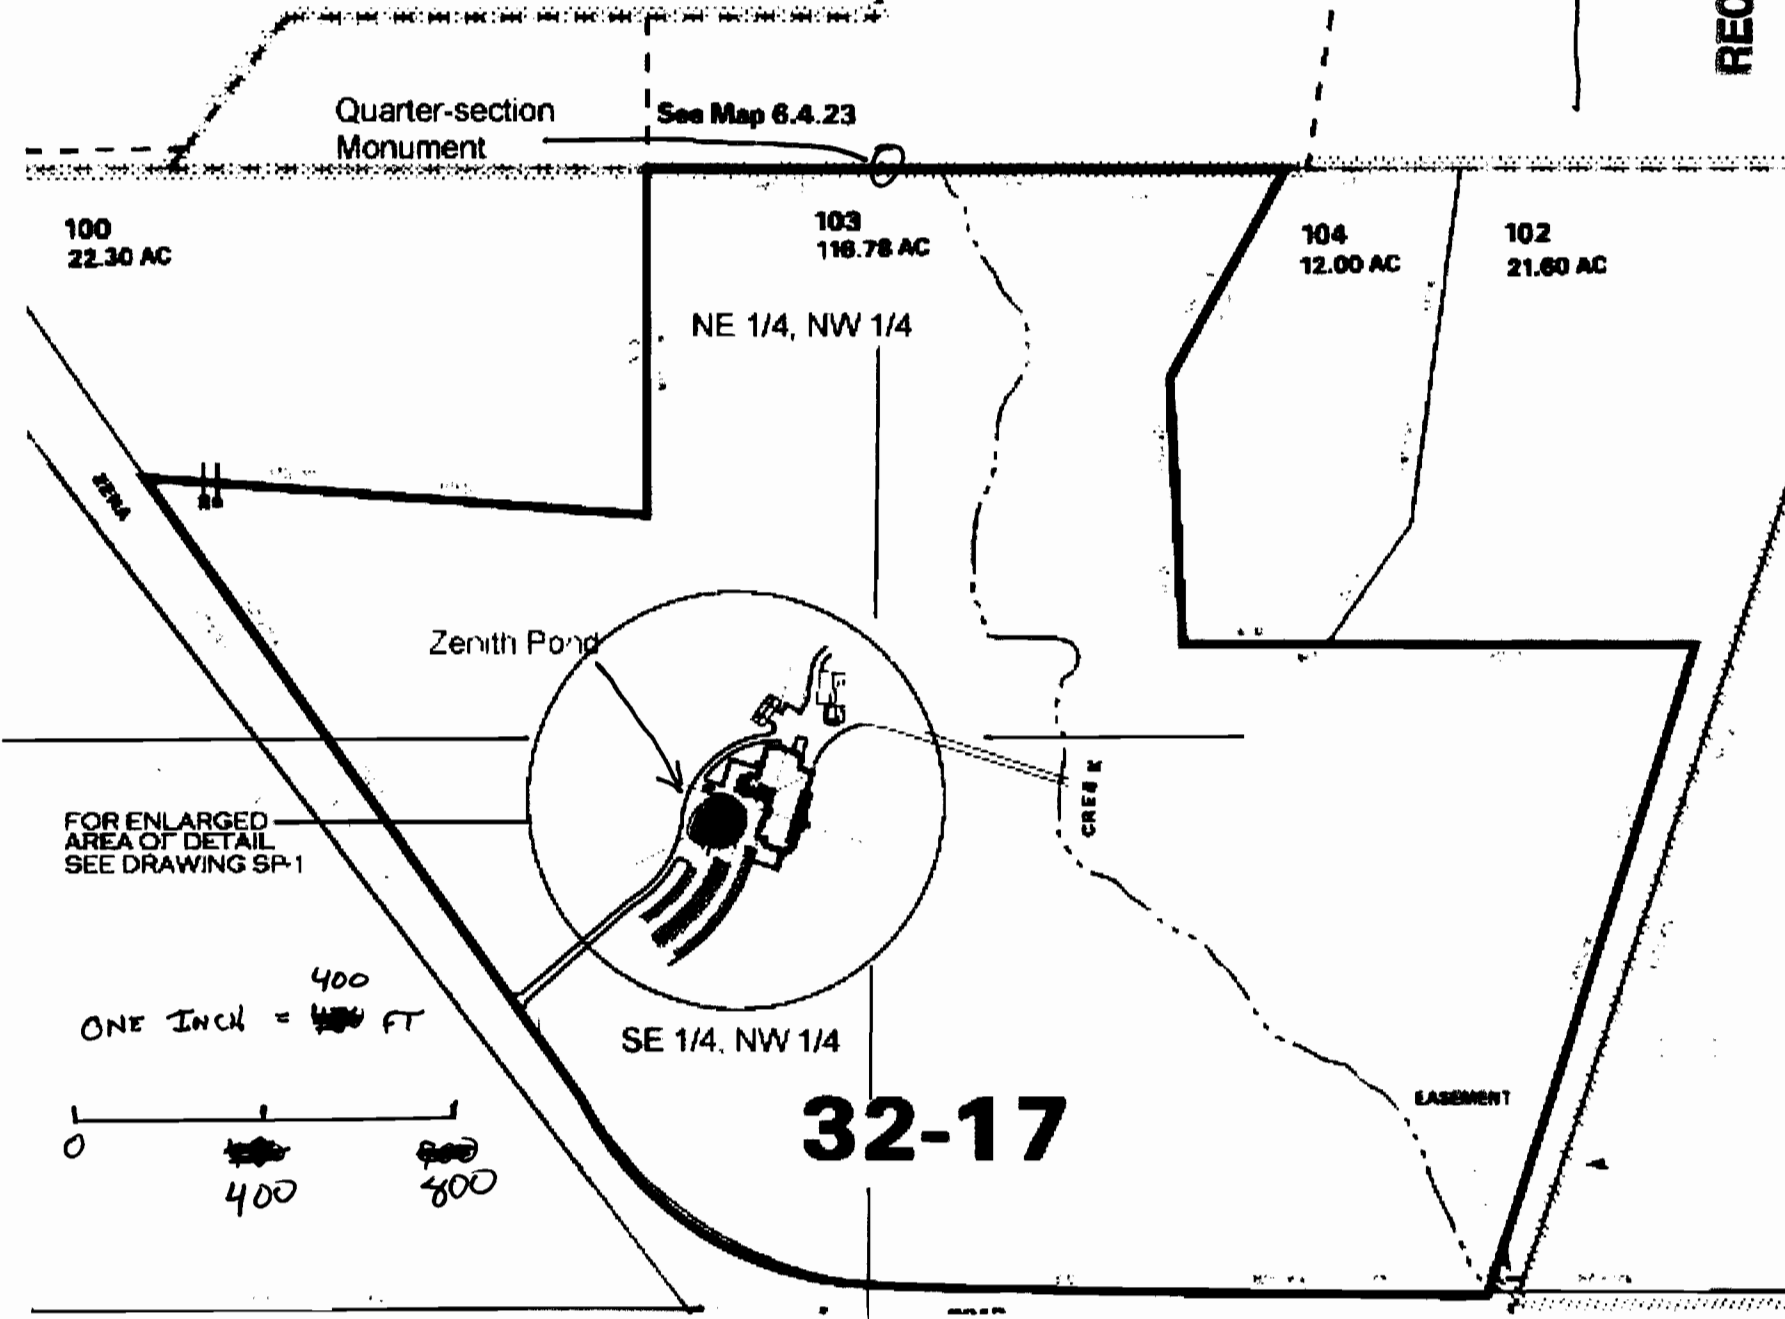 REC
Quarter-section
Monument
See Map 6.4.23
100
22.30 AC
103
116.78 AC
104
12.00 AC
102
21.60 AC
NE 1/4, NW 1/4
ZENA
Zenith Pond
CREEK
FOR ENLARGED
AREA OF DETAIL
SEE DRAWING SP-1
400
ONE INCH = FT
SE 1/4, NW 1/4
32-17
EASEMENT
0
400
800